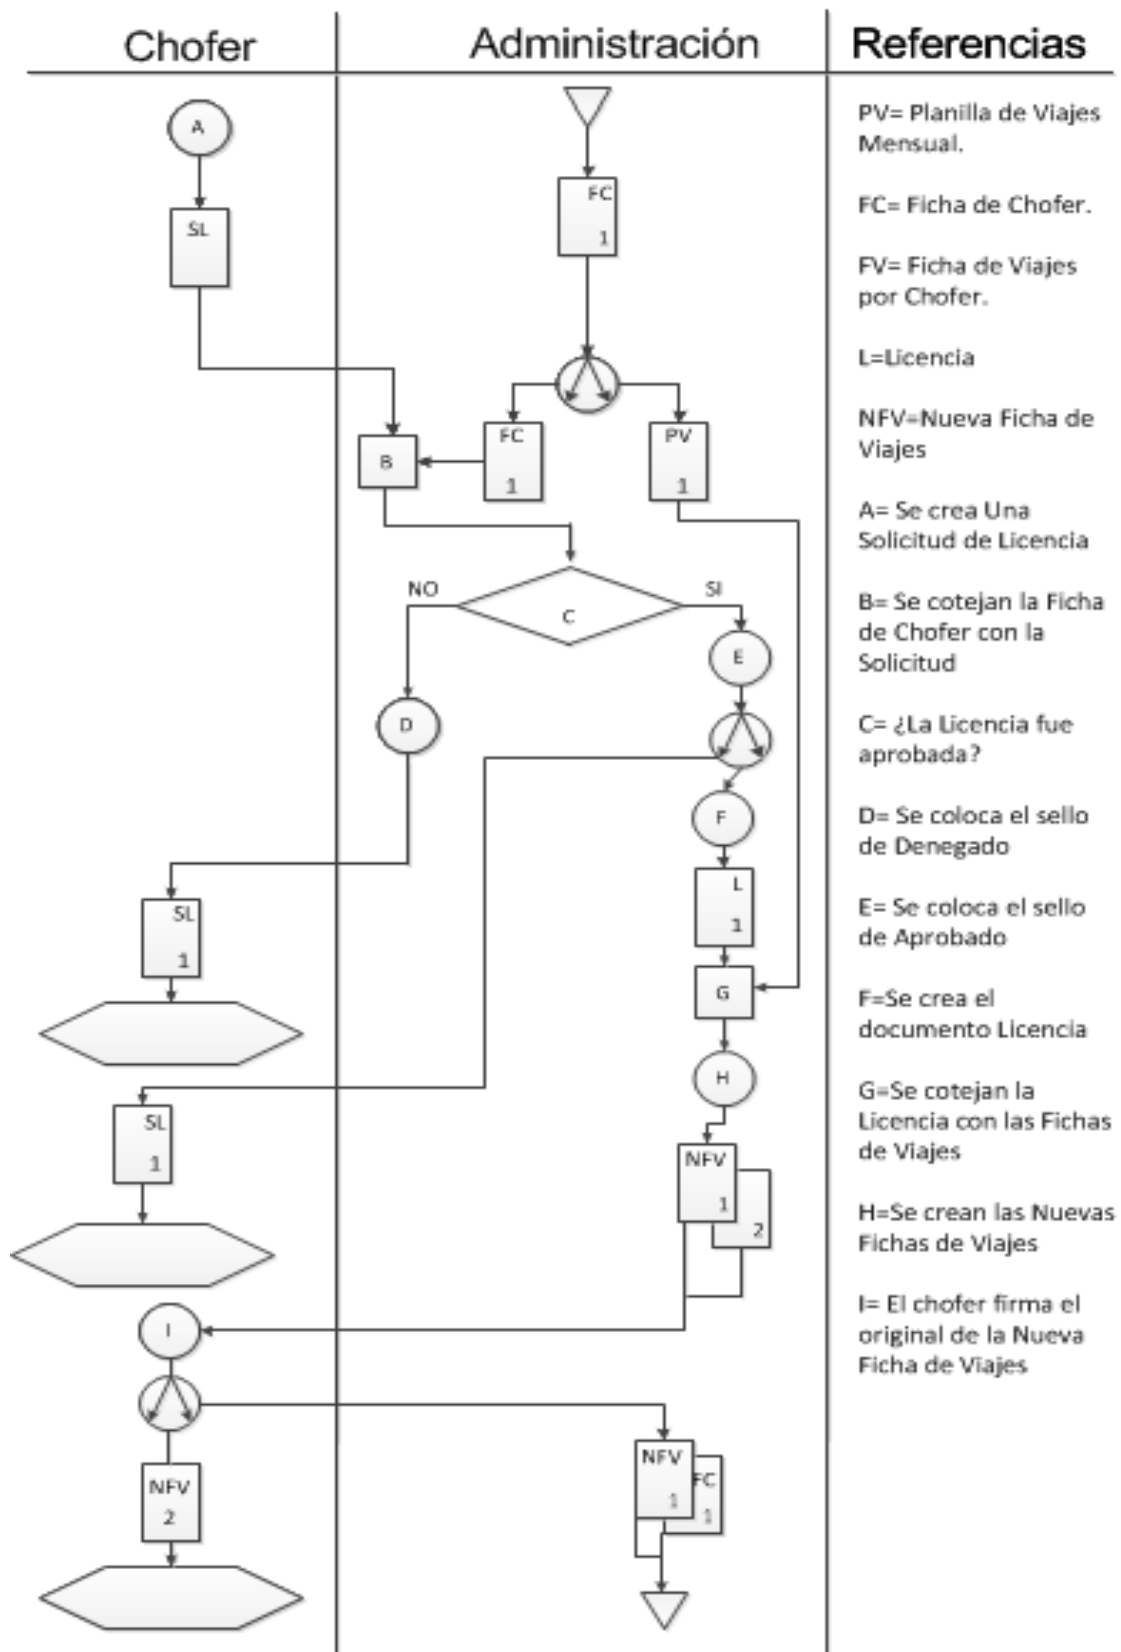 Chofer
Administración
Referencias
A
SL
FC
1
FC
1
PV
1
B
C
NO
SI
E
D
F
L
1
SL
1
G
H
SL
1
NFV
1
2
I
NFV
2
NFV
1
FC
1
PV= Planilla de Viajes
Mensual.
FC= Ficha de Chofer.
FV= Ficha de Viajes
por Chofer.
L=Licencia
NFV=Nueva Ficha de
Viajes
A= Se crea Una
Solicitud de Licencia
B= Se cotejan la Ficha
de Chofer con la
Solicitud
C= ¿La Licencia fue
aprobada?
D= Se coloca el sello
de Denegado
E= Se coloca el sello
de Aprobado
F=Se crea el
documento Licencia
G=Se cotejan la
Licencia con las Fichas
de Viajes
H=Se crean las Nuevas
Fichas de Viajes
I= El chofer firma el
original de la Nueva
Ficha de Viajes